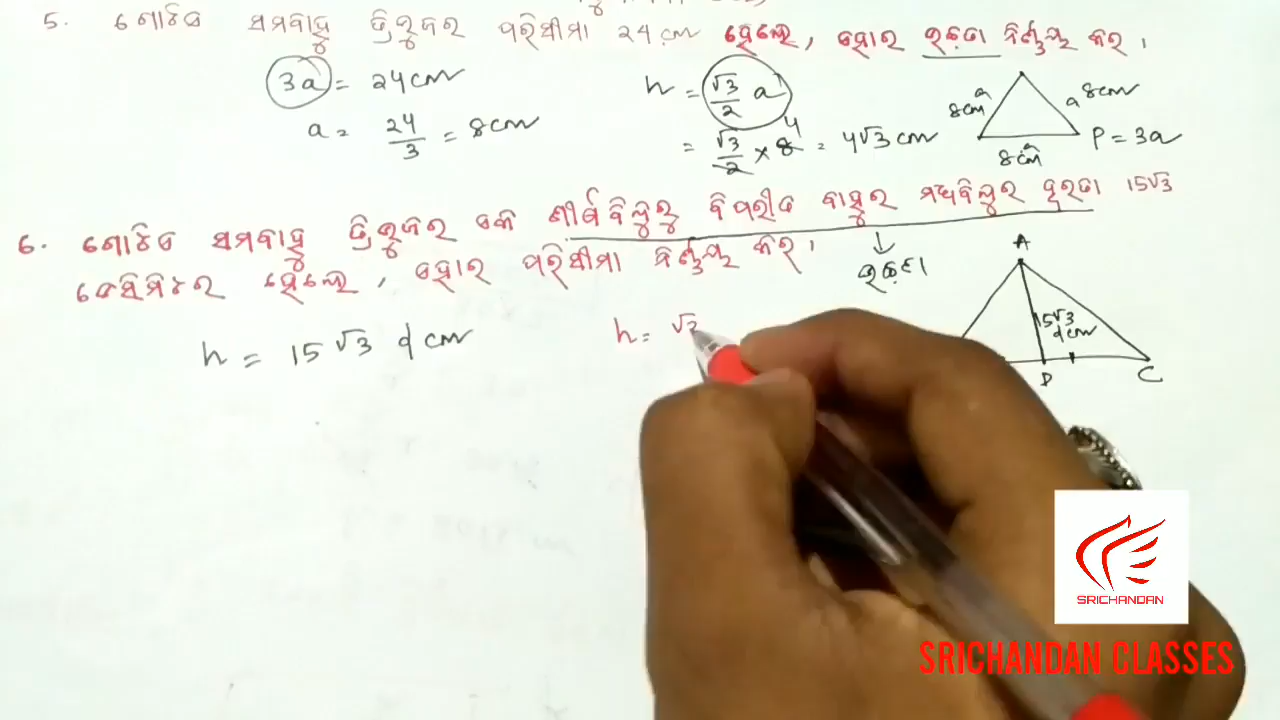 5. ଗୋଟିଏ ସମବାହୁ ତ୍ରିଭୁଜର ପରିସୀମା 24 cm ହେଲେ, ତାହାର ଉଚ୍ଚତା ନିର୍ଣ୍ଣୟ କର ।
3a = 24cm
h = √3/2 a
8cm a
a 8cm
a = 24/3 = 8cm
= √3/2 × 8 4 = 4√3 cm
P = 3a
8cm a
6. ଗୋଟିଏ ସମବାହୁ ତ୍ରିଭୁଜର ଏକ ଶୀର୍ଷବିନ୍ଦୁରୁ ବିପରୀତ ବାହୁର ମଧ୍ୟବିନ୍ଦୁର ଦୂରତା 15√3
ଡେସିମିଟର ହେଲେ, ତାହାର ପରିସୀମା ନିର୍ଣ୍ଣୟ କର ।
ଉଚ୍ଚତା
A
15√3 dcm
D
C
h = 15√3 dcm
h = √3
SRICHANDAN
SRICHANDAN CLASSES